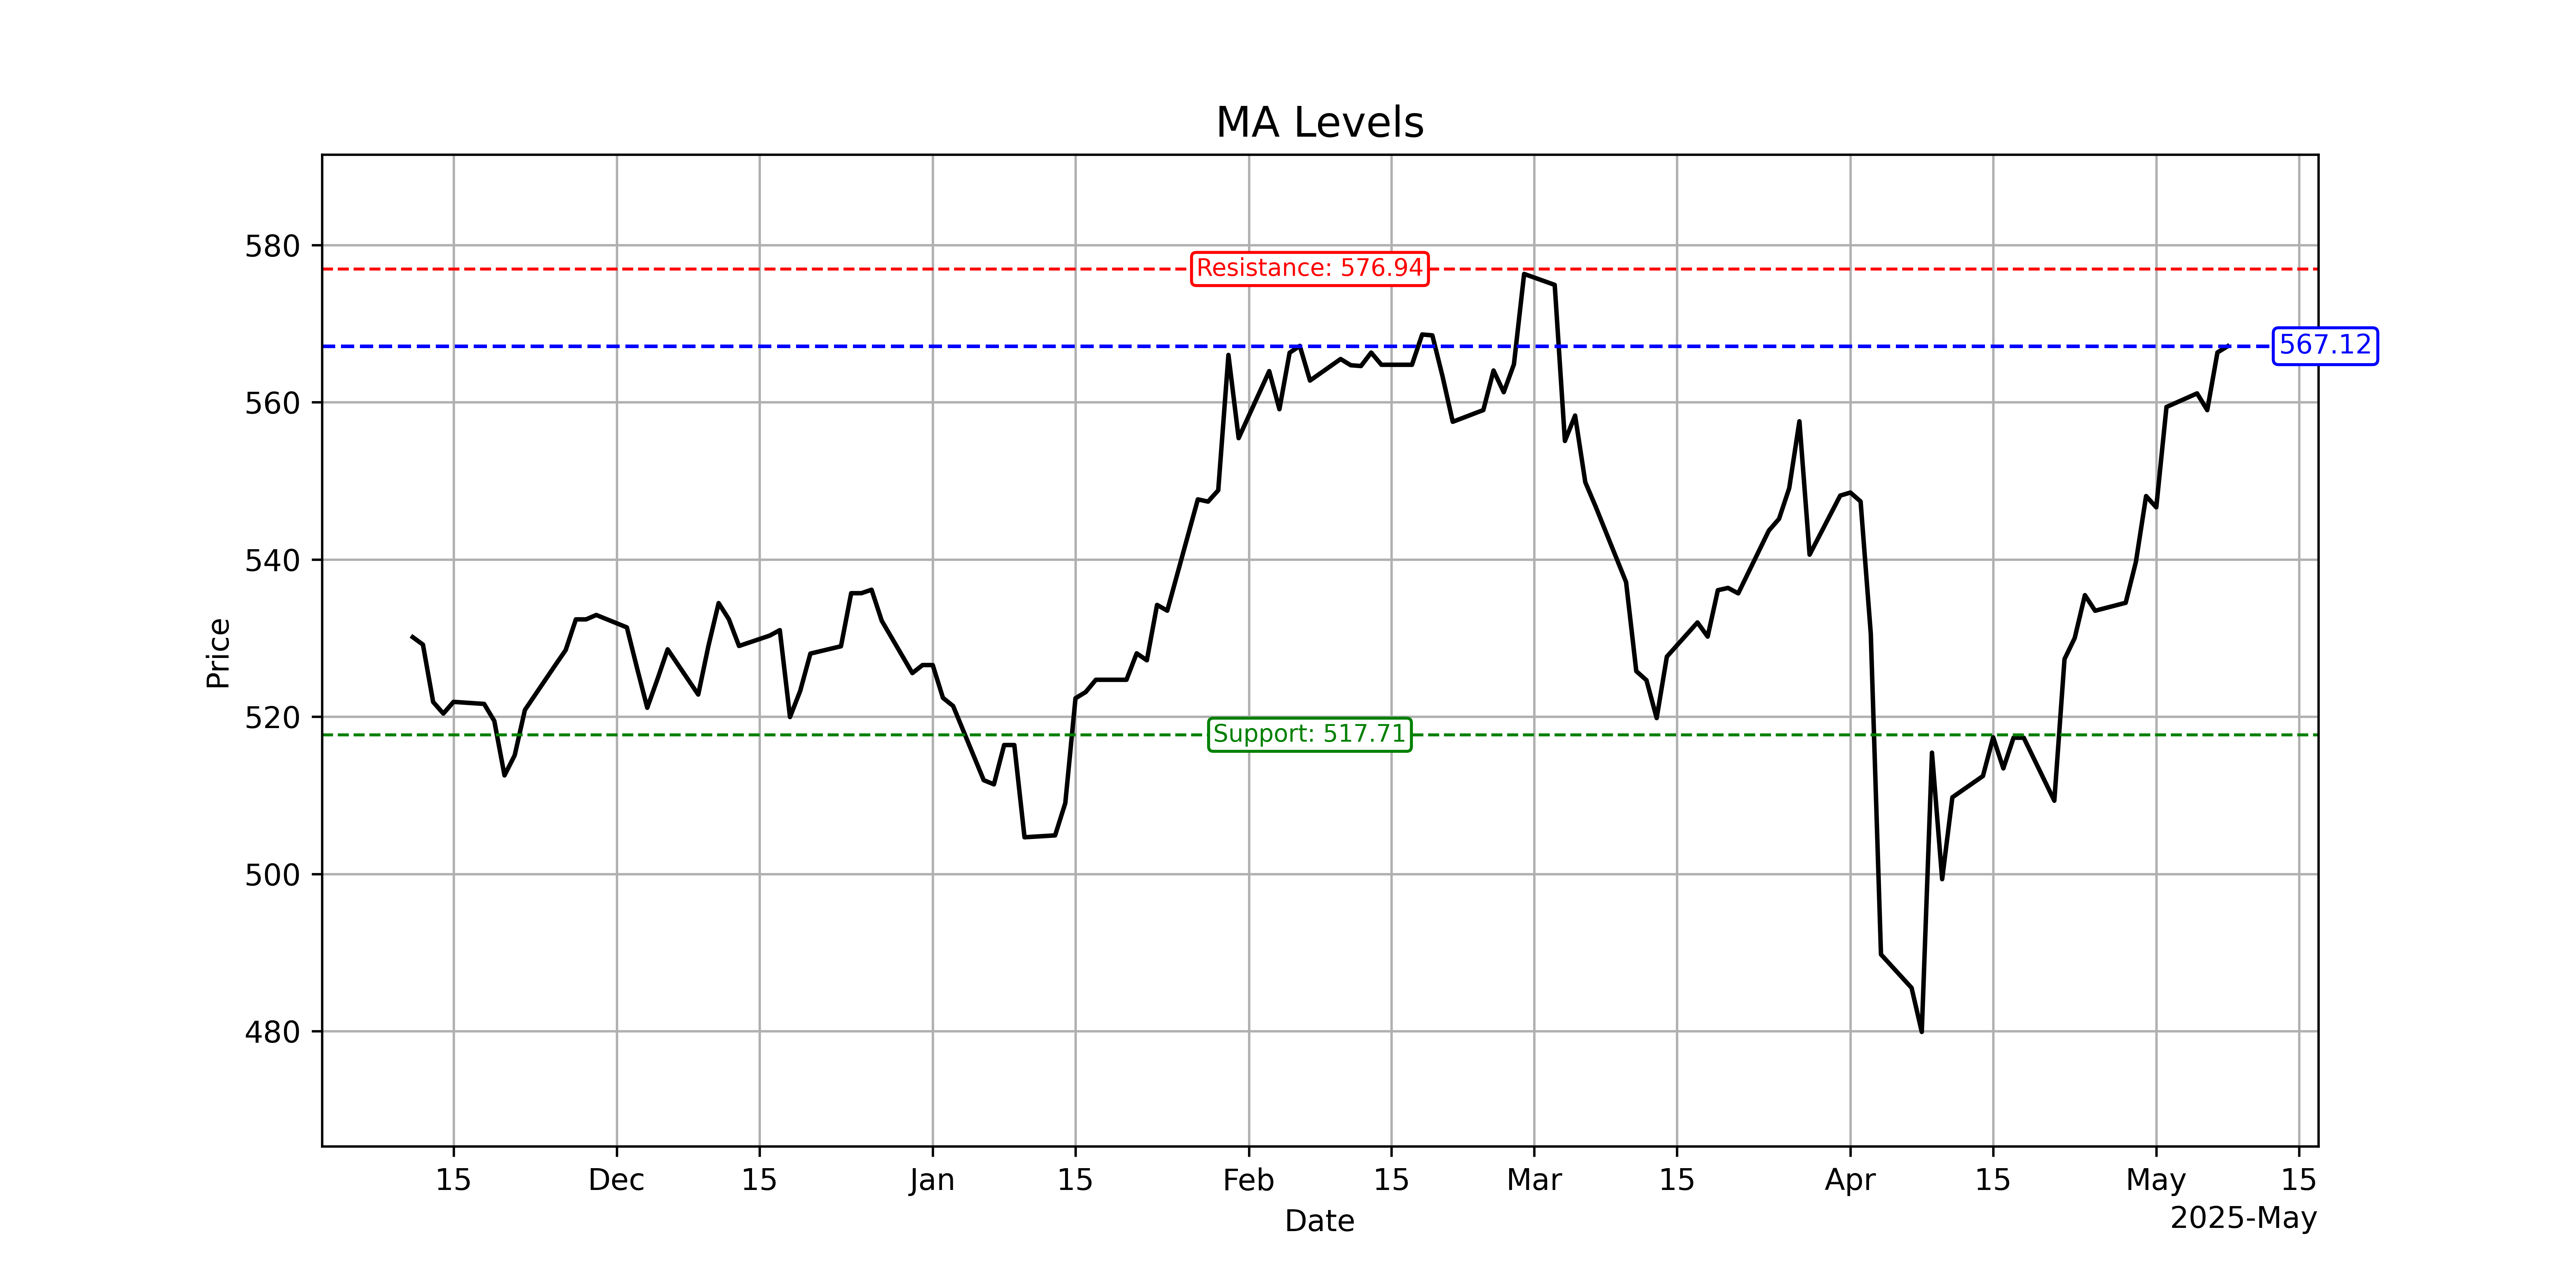 MA Levels
580
Resistance: 576.94
567.12
560
540
520
Support: 517.71
500
480
Price
15 Dec 15 Jan 15 Feb 15 Mar 15 Apr 15 May 15
Date
2025-May